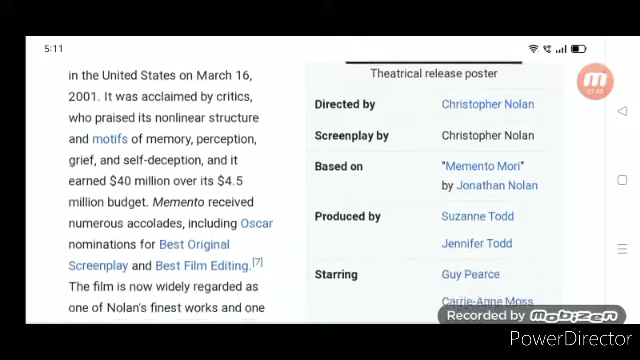 5:11
in the United States on March 16,
2001. It was acclaimed by critics,
who praised its nonlinear structure
and motifs of memory, perception,
grief, and self-deception, and it
earned $40 million over its $4.5
million budget. Memento received
numerous accolades, including Oscar
nominations for Best Original
Screenplay and Best Film Editing.[7]
The film is now widely regarded as
one of Nolan's finest works and one
Theatrical release poster
Directed by Christopher Nolan
Screenplay by Christopher Nolan
Based on "Memento Mori"
by Jonathan Nolan
Produced by Suzanne Todd
Jennifer Todd
Starring Guy Pearce
Carrie-Anne Moss
Recorded by mobizen
PowerDirector